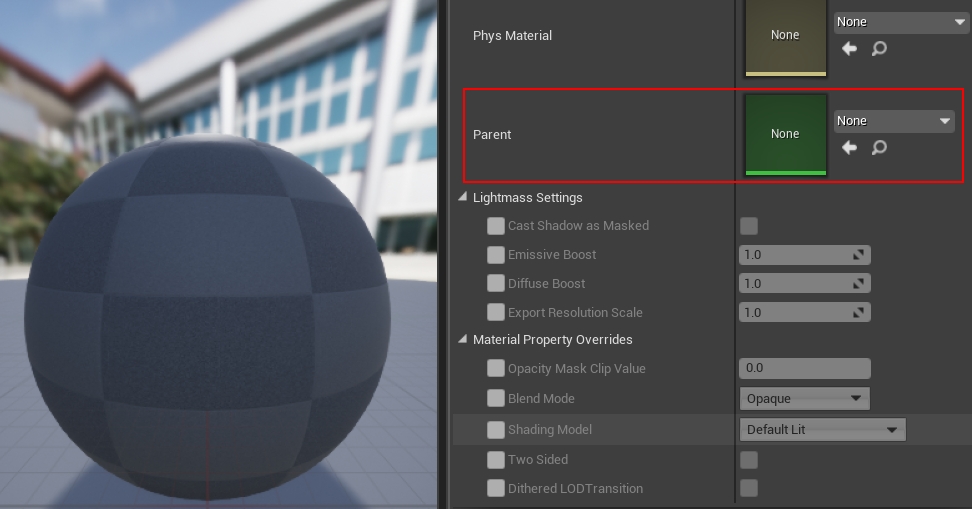 None
Phys Material
None
Parent
None
None
Lightmass Settings
Cast Shadow as Masked
Emissive Boost
1.0
Diffuse Boost
1.0
Export Resolution Scale
1.0
Material Property Overrides
Opacity Mask Clip Value
0.0
Blend Mode
Opaque
Shading Model
Default Lit
Two Sided
Dithered LODTransition